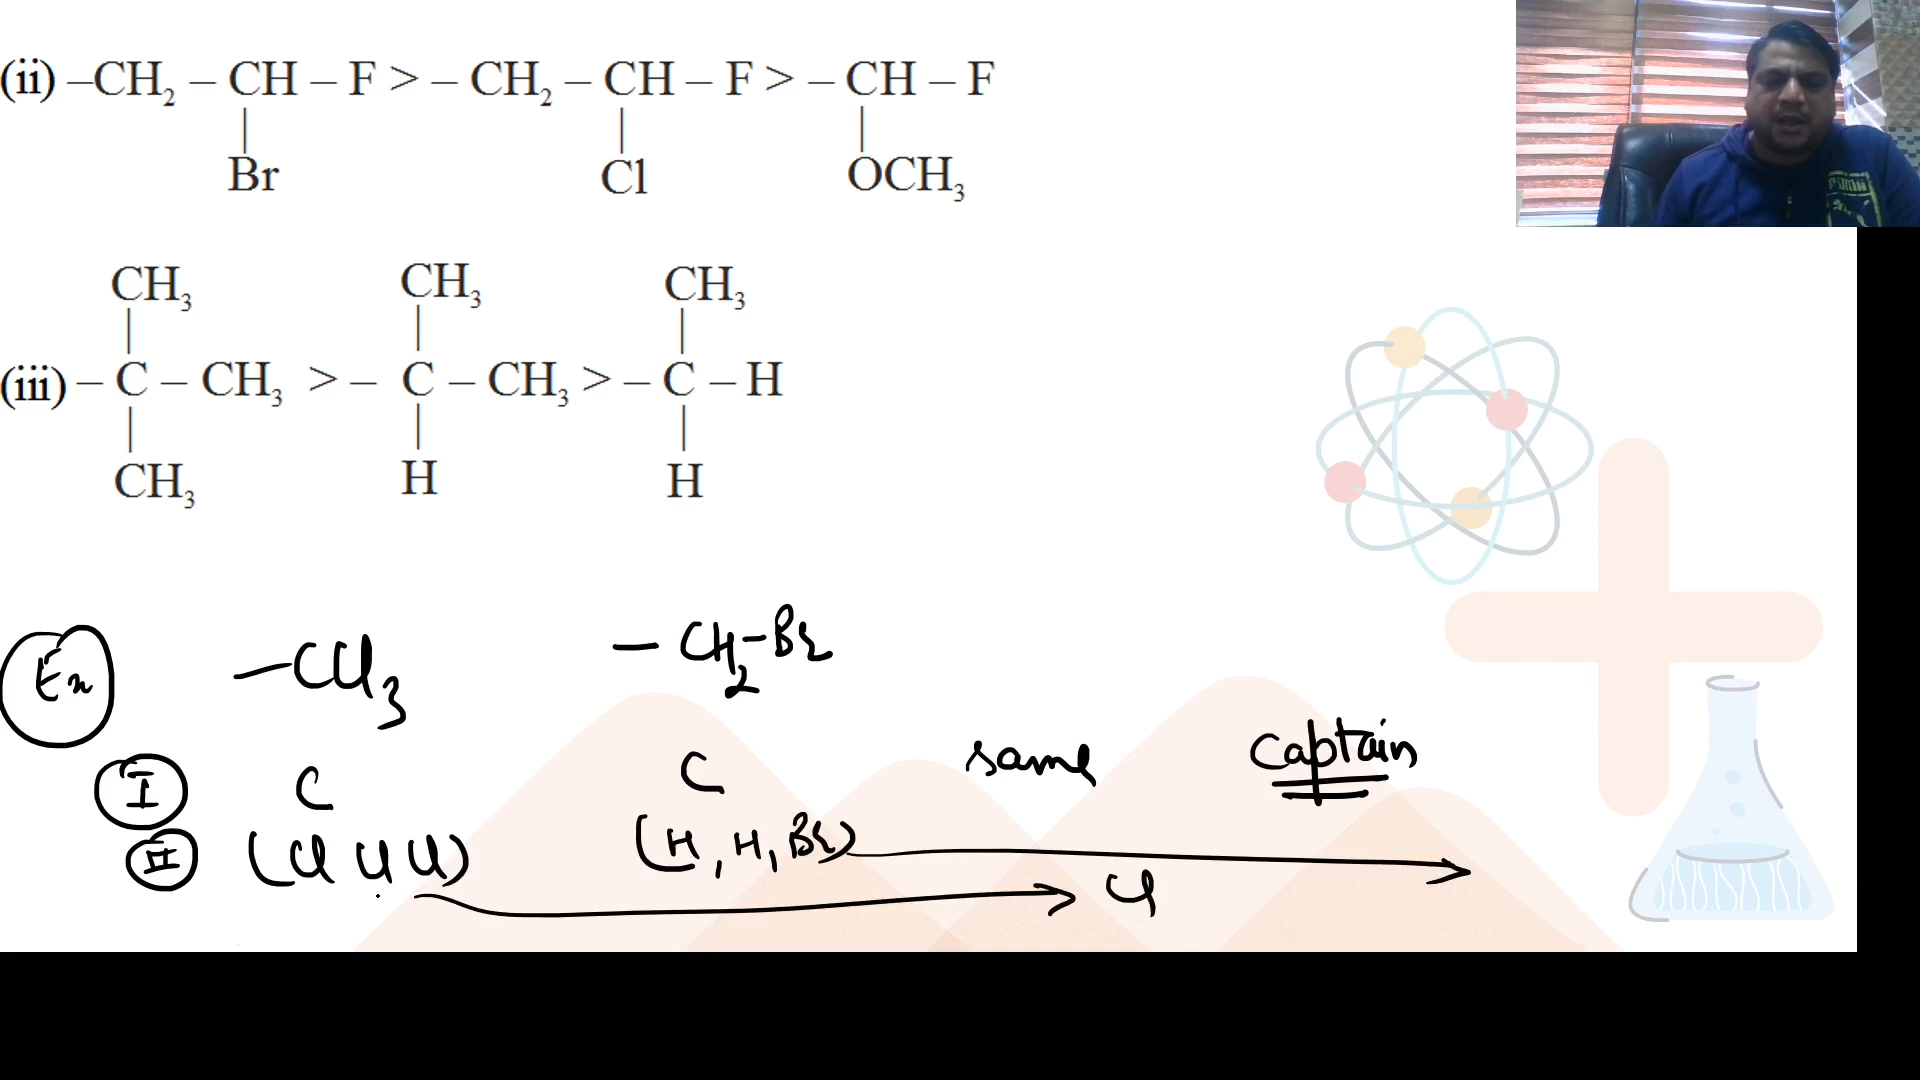 (ii) –CH₂ – CH – F > – CH₂ – CH – F > – CH – F
Br Cl OCH₃
CH₃ CH₃ CH₃
(iii) – C – CH₃ > – C – CH₃ > – C – H
CH₃ H H
Ex –CCl₃ – CH₂–Br
I C C same Captain
II (Cl Cl Cl) (H, H, Br)
Cl